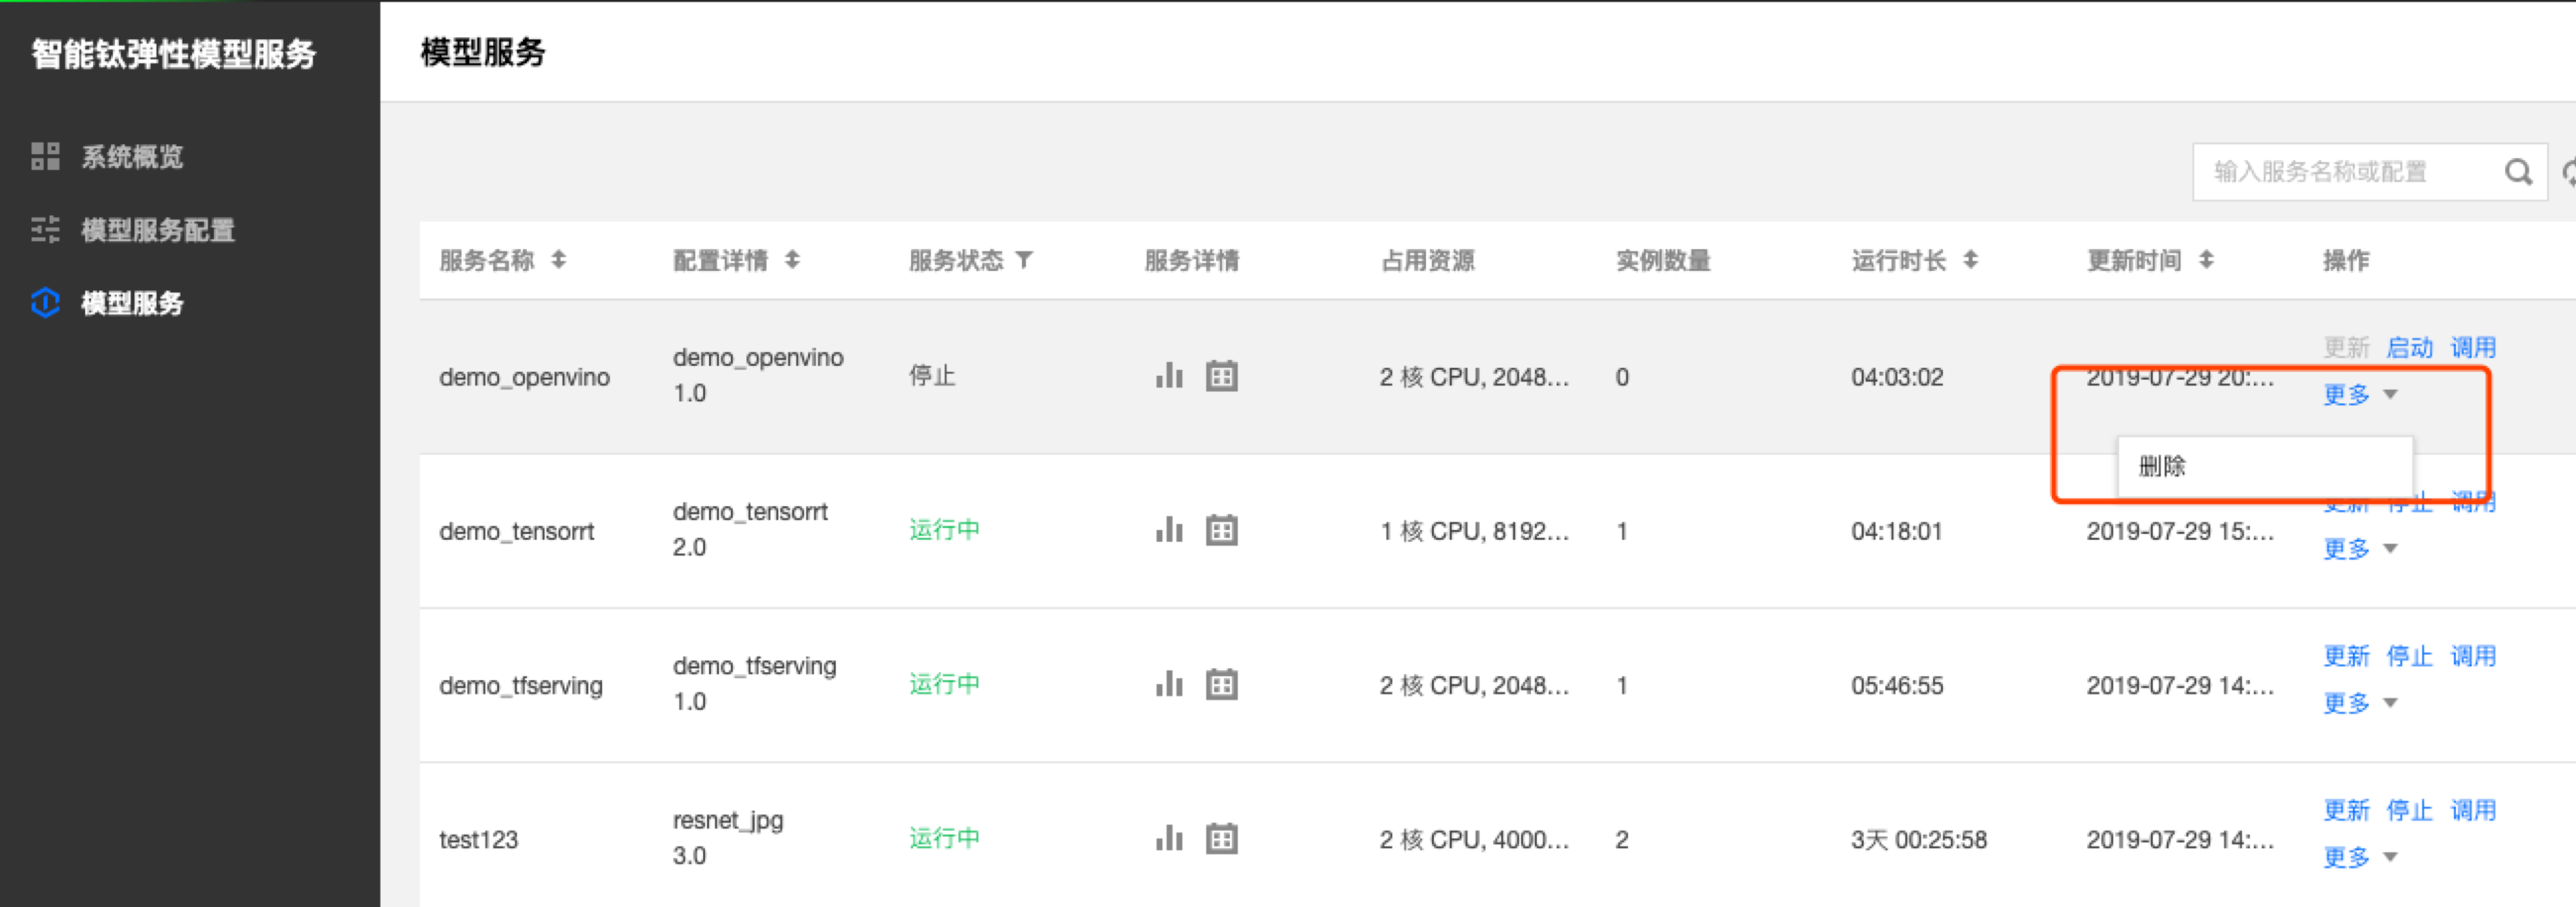 智能钛弹性模型服务
系统概览
模型服务配置
模型服务
模型服务
输入服务名称或配置
服务名称 配置详情 服务状态 服务详情 占用资源 实例数量 运行时长 更新时间 操作
demo_openvino demo_openvino 停止 2 核 CPU, 2048... 0 04:03:02 2019-07-29 20:... 更新 启动 调用
1.0 更多
删除
demo_tensorrt demo_tensorrt 运行中 1 核 CPU, 8192... 1 04:18:01 2019-07-29 15:... 更新 停止 调用
2.0 更多
demo_tfserving demo_tfserving 运行中 2 核 CPU, 2048... 1 05:46:55 2019-07-29 14:... 更新 停止 调用
1.0 更多
test123 resnet_jpg 运行中 2 核 CPU, 4000... 2 3天 00:25:58 2019-07-29 14:... 更新 停止 调用
3.0 更多